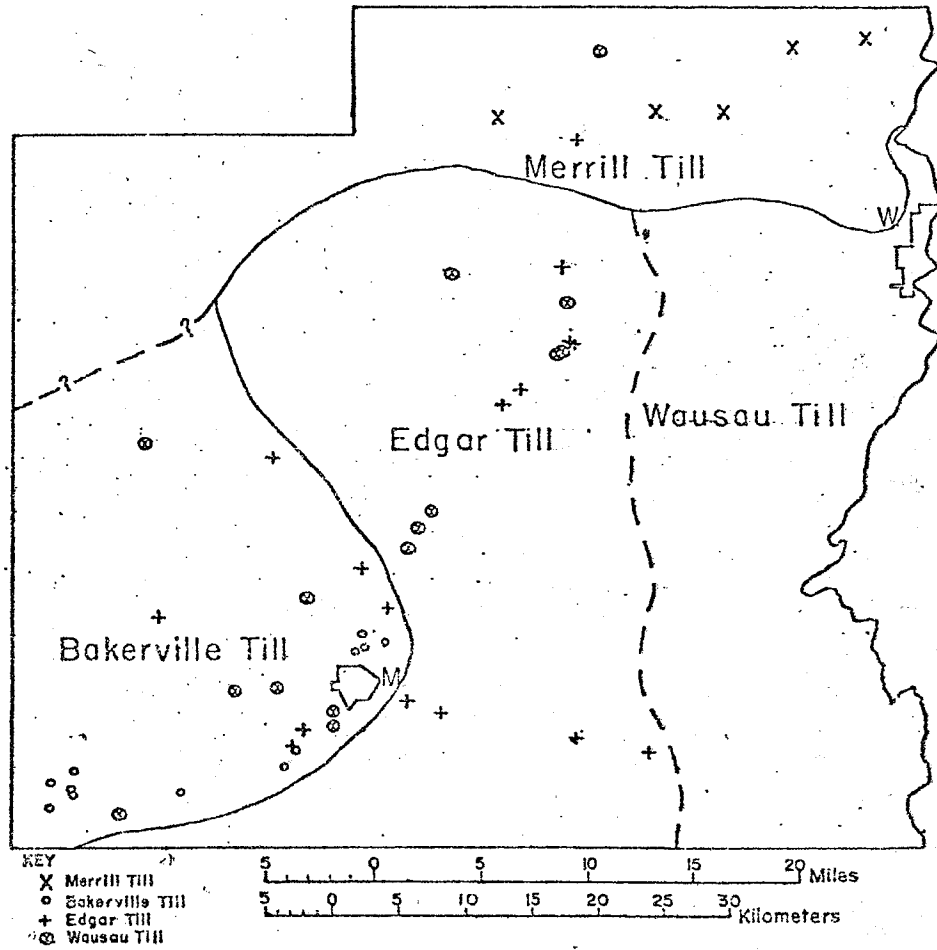 Merrill Till
W
?
?
Edgar Till
Wausau Till
Bakerville Till
M
KEY
X Merrill Till
o Bakerville Till
+ Edgar Till
⊗ Wausau Till
5 0 5 10 15 20 Miles
5 0 5 10 15 20 25 30 Kilometers